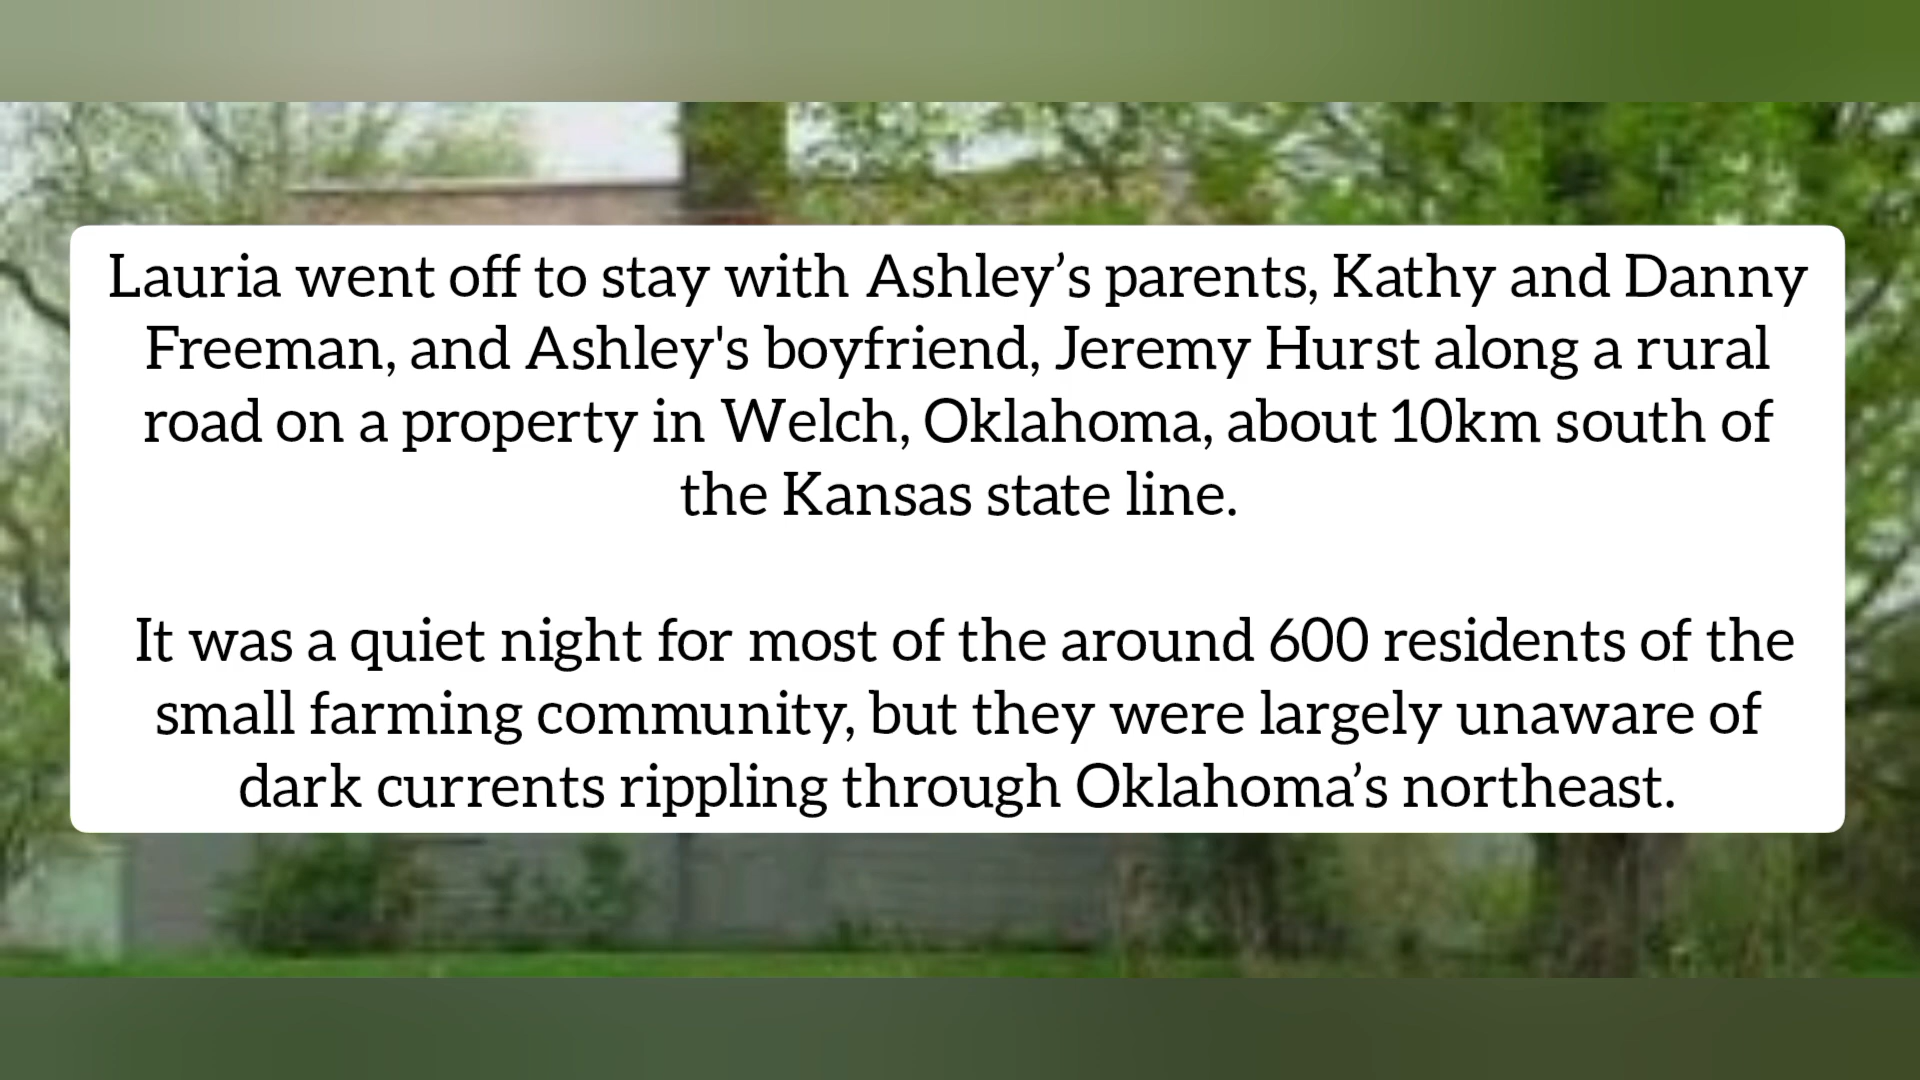 Lauria went off to stay with Ashley’s parents, Kathy and Danny
Freeman, and Ashley's boyfriend, Jeremy Hurst along a rural
road on a property in Welch, Oklahoma, about 10km south of
the Kansas state line.
It was a quiet night for most of the around 600 residents of the
small farming community, but they were largely unaware of
dark currents rippling through Oklahoma’s northeast.